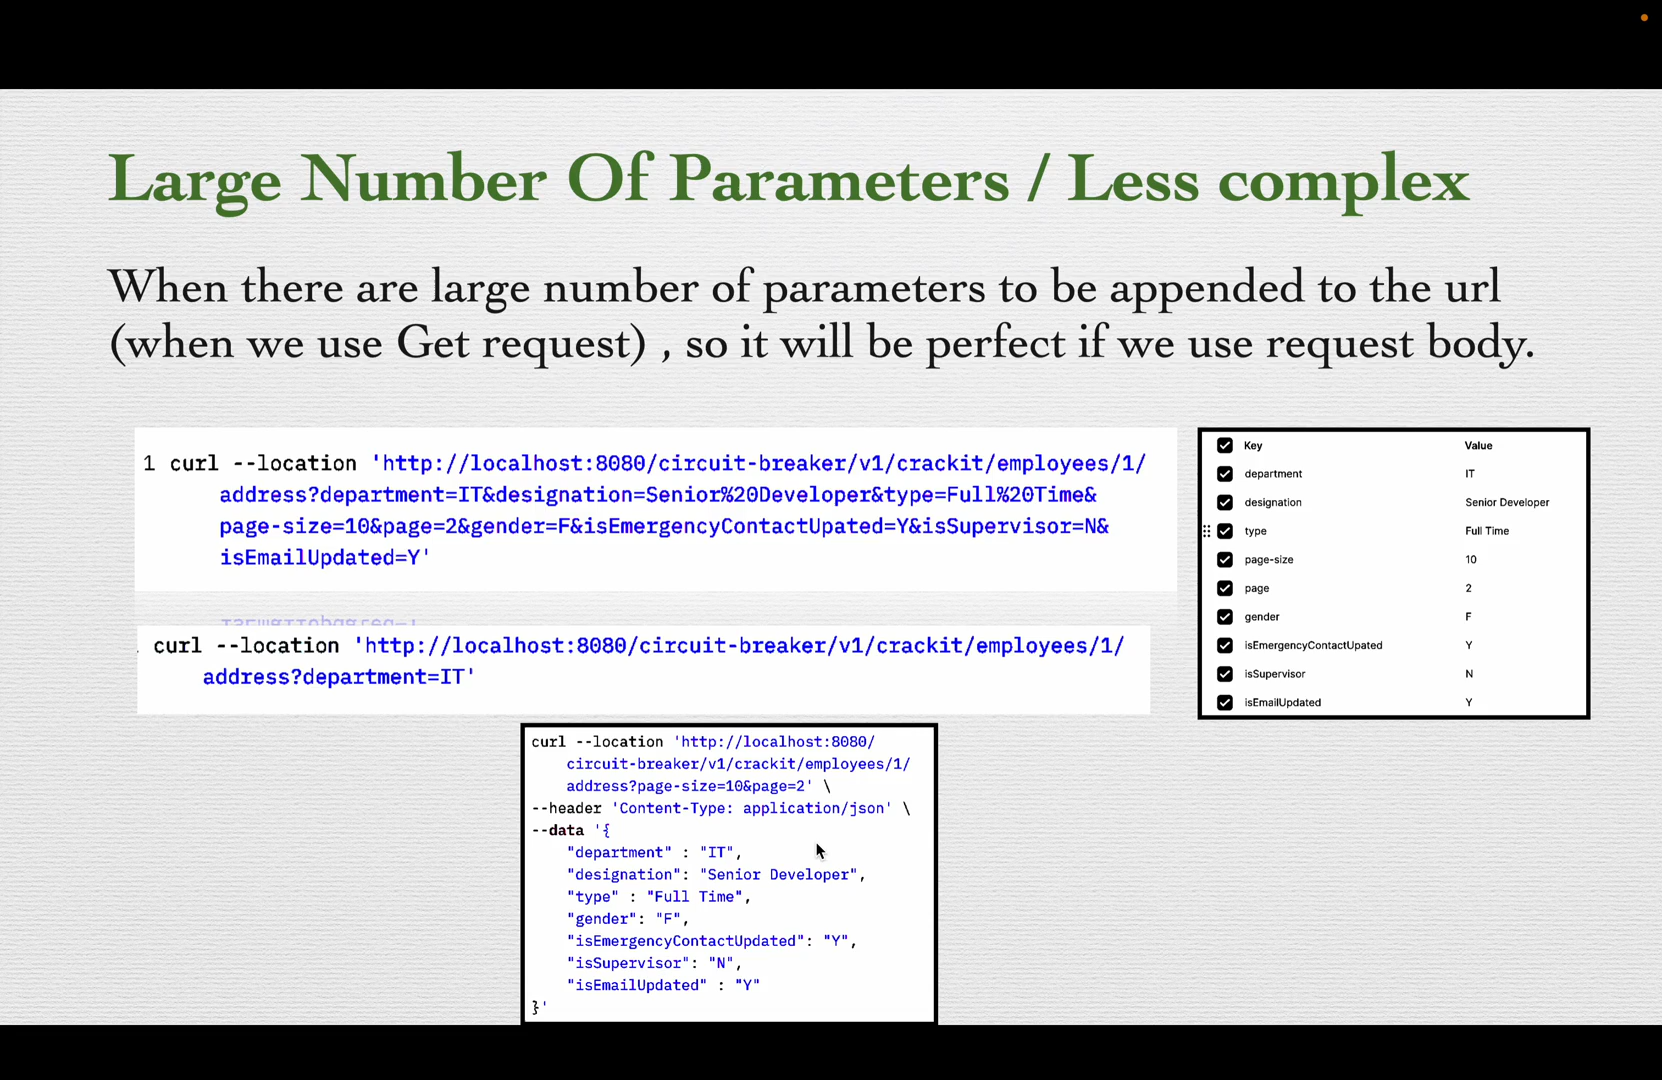 Large Number Of Parameters / Less complex
When there are large number of parameters to be appended to the url
(when we use Get request) , so it will be perfect if we use request body.
1 curl --location 'http://localhost:8080/circuit-breaker/v1/crackit/employees/1/
address?department=IT&designation=Senior%20Developer&type=Full%20Time&
page-size=10&page=2&gender=F&isEmergencyContactUpated=Y&isSupervisor=N&
isEmailUpdated=Y'
curl --location 'http://localhost:8080/circuit-breaker/v1/crackit/employees/1/
address?department=IT'
Key Value
department IT
designation Senior Developer
type Full Time
page-size 10
page 2
gender F
isEmergencyContactUpated Y
isSupervisor N
isEmailUpdated Y
curl --location 'http://localhost:8080/
circuit-breaker/v1/crackit/employees/1/
address?page-size=10&page=2' \
--header 'Content-Type: application/json' \
--data '{
"department" : "IT",
"designation": "Senior Developer",
"type" : "Full Time",
"gender": "F",
"isEmergencyContactUpdated": "Y",
"isSupervisor": "N",
"isEmailUpdated" : "Y"
}'